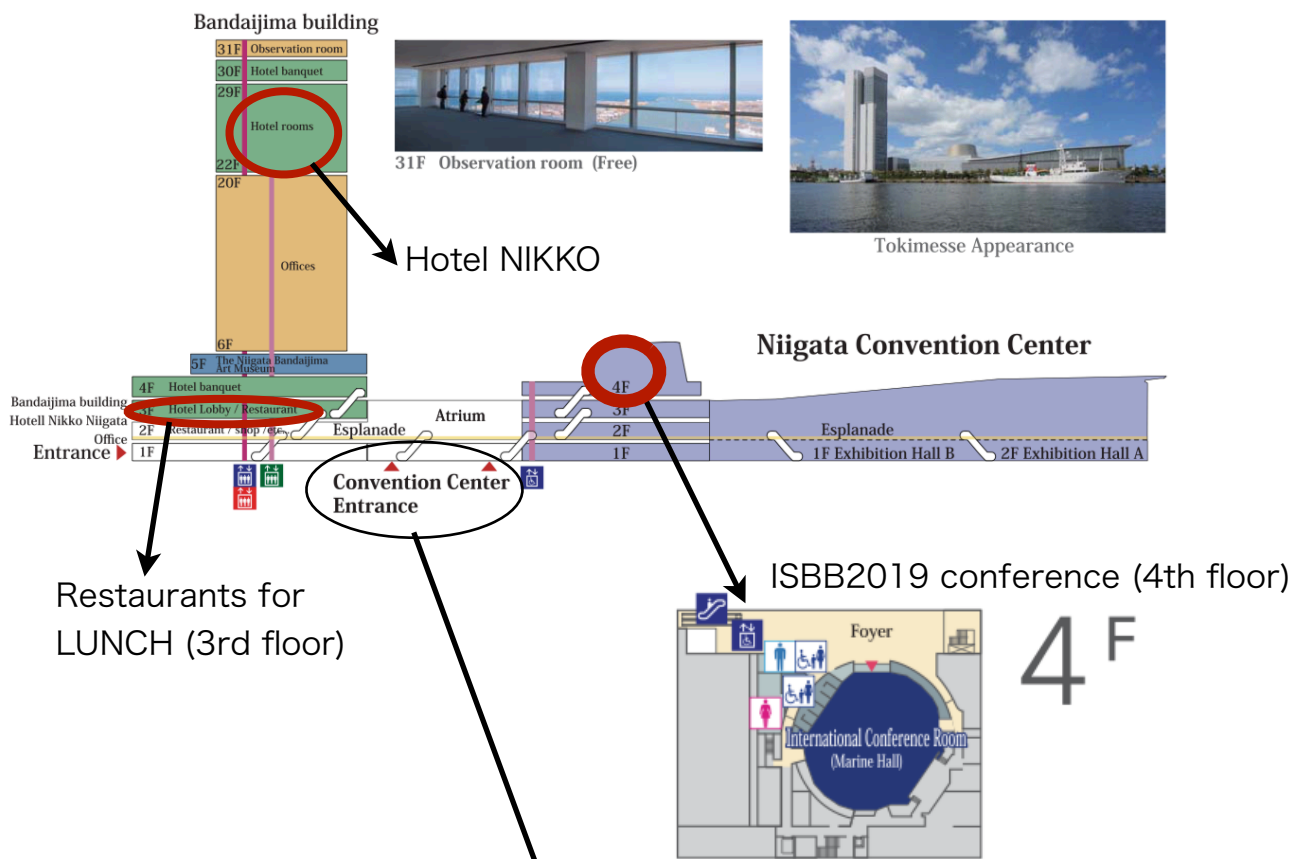 Bandaijima building
31F Observation room
30F Hotel banquet
29F
Hotel rooms
22F
20F
Offices
6F
5F The Niigata Bandaijima
Art Museum
4F Hotel banquet
3F Hotel Lobby / Restaurant
2F Restaurant / shop /etc...
1F
Bandaijima building
Hotell Nikko Niigata
Office
Entrance
31F Observation room (Free)
Tokimesse Appearance
Hotel NIKKO
Niigata Convention Center
Atrium
Esplanade
4F
3F
2F
1F
Esplanade
1F Exhibition Hall B
2F Exhibition Hall A
Convention Center
Entrance
Restaurants for
LUNCH (3rd floor)
ISBB2019 conference (4th floor)
Foyer
International Conference Room
(Marine Hall)
4F